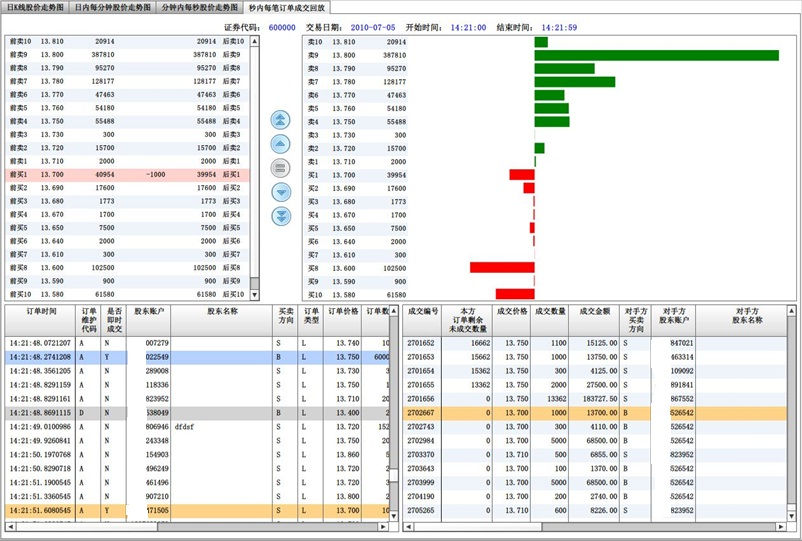 日K线股价走势图 日内每分钟股价走势图 分钟内每秒股价走势图 秒内每笔订单成交回放
证券代码： 600000 交易日期： 2010-07-05 开始时间： 14:21:00 结束时间： 14:21:59
前卖10 13.810 20914 20914 后卖10
前卖9 13.800 387810 387810 后卖9
前卖8 13.790 95270 95270 后卖8
前卖7 13.780 128177 128177 后卖7
前卖6 13.770 47463 47463 后卖6
前卖5 13.760 54180 54180 后卖5
前卖4 13.750 55488 55488 后卖4
前卖3 13.730 300 300 后卖3
前卖2 13.720 15700 15700 后卖2
前卖1 13.710 2000 2000 后卖1
前买1 13.700 40954 -1000 39954 后买1
前买2 13.690 17600 17600 后买2
前买3 13.680 1773 1773 后买3
前买4 13.670 1700 1700 后买4
前买5 13.650 7500 7500 后买5
前买6 13.640 2000 2000 后买6
前买7 13.610 300 300 后买7
前买8 13.600 102500 102500 后买8
前买9 13.590 900 900 后买9
前买10 13.580 61580 61580 后买10
卖10 13.810 20914
卖9 13.800 387810
卖8 13.790 95270
卖7 13.780 128177
卖6 13.770 47463
卖5 13.760 54180
卖4 13.750 55488
卖3 13.730 300
卖2 13.720 15700
卖1 13.710 2000
买1 13.700 39954
买2 13.690 17600
买3 13.680 1773
买4 13.670 1700
买5 13.650 7500
买6 13.640 2000
买7 13.610 300
买8 13.600 102500
买9 13.590 900
买10 13.580 61580
订单时间 订单维护代码 是否即时成交 股东账户 股东名称 买卖方向 订单类型 订单价格 订单数
14:21:48.0721207 A N 007279 S L 13.740 10
14:21:48.2741208 A Y 022549 B L 13.750 6000
14:21:48.3561205 A N 289008 S L 13.730 3
14:21:48.8291159 A N 118336 S L 13.750 1
14:21:48.8291161 A N 823952 S L 13.710 2
14:21:48.8691115 D N 538049 B L 13.400 2
14:21:49.0100986 A N 806946 dfdsf S L 13.720 152
14:21:49.9260841 A N 243348 S L 13.750 20
14:21:50.1970768 A N 154903 S L 13.860 5
14:21:50.8290718 A N 496249 S L 13.720 2
14:21:51.1900545 A N 461496 S L 13.720 2
14:21:51.3360545 A N 907210 S L 13.800 2
14:21:51.6080545 A Y 471505 S L 13.700 10
成交编号 本方订单剩余未成交数量 成交价格 成交数量 成交金额 对手方买卖方向 对手方股东账户 对手方股东名称
2701652 16662 13.750 1100 15125.00 S 847021
2701653 15662 13.750 1000 13750.00 S 463314
2701654 15362 13.750 300 4125.00 S 109092
2701655 13362 13.750 2000 27500.00 S 891841
2701656 0 13.750 13362 183727.50 S 867552
2702667 0 13.700 1000 13700.00 B 526542
2702743 0 13.700 300 4110.00 B 526542
2702984 0 13.700 5000 68500.00 B 526542
2703370 0 13.710 500 6855.00 S 823952
2703643 0 13.700 100 1370.00 B 526542
2703999 0 13.700 5000 68500.00 B 526542
2704190 0 13.700 200 2740.00 B 526542
2705265 0 13.710 600 8226.00 S 823952